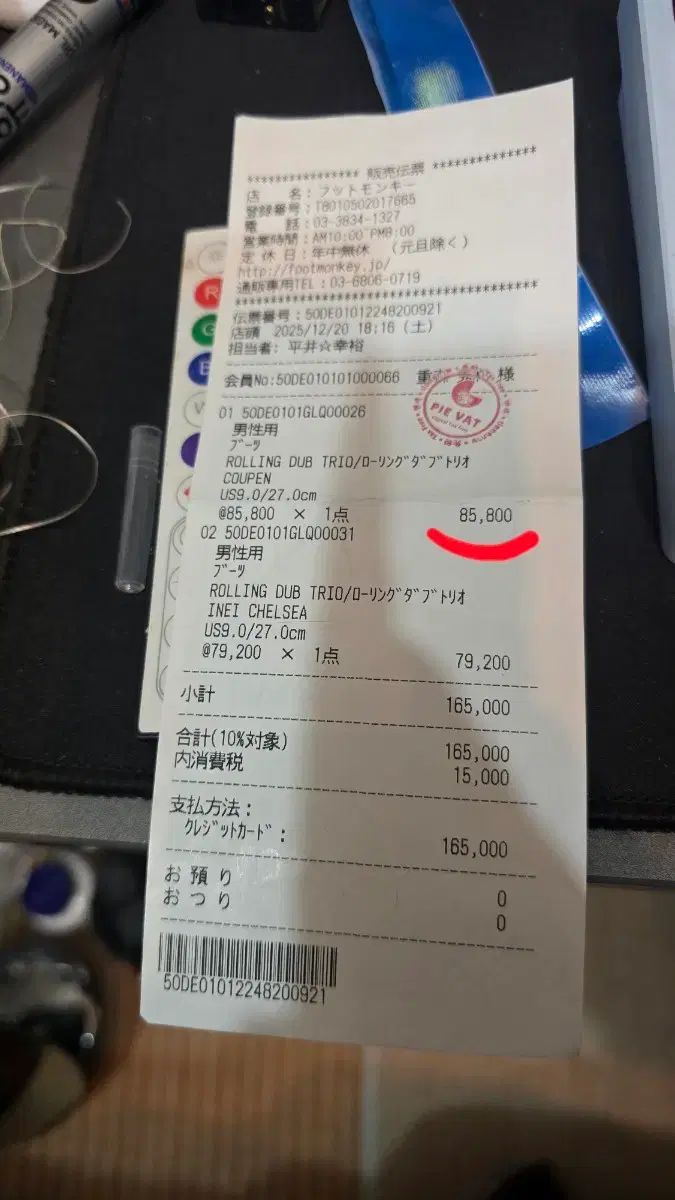 **************** 販売伝票 ****************
店　　名：フットモンキー
登録番号：T8010502017665
電　　話：03-3834-1327
営業時間：AM10:00~PM8:00
定 休 日：年中無休　(元旦除く)
http://footmonkey.jp/
通販専用TEL：03-6806-0719
伝票番号：50DE01012248200921
店頭　2025/12/20 18:16 (土)
担当者: 平井☆幸裕
会員No:50DE010101000066　重　様
PIE VAT
01 50DE0101GLQ00026
男性用
ﾌﾞｰﾂ
ROLLING DUB TRIO/ﾛｰﾘﾝｸﾞﾀﾞﾌﾞﾄﾘｵ
COUPEN
US9.0/27.0cm
@85,800 × 1点 85,800
02 50DE0101GLQ00031
男性用
ﾌﾞｰﾂ
ROLLING DUB TRIO/ﾛｰﾘﾝｸﾞﾀﾞﾌﾞﾄﾘｵ
INEI CHELSEA
US9.0/27.0cm
@79,200 × 1点 79,200
小計 165,000
合計(10%対象) 165,000
内消費税 15,000
支払方法：
ｸﾚｼﾞｯﾄｶｰﾄﾞ： 165,000
お 預 り 0
お つ り 0
50DE01012248200921